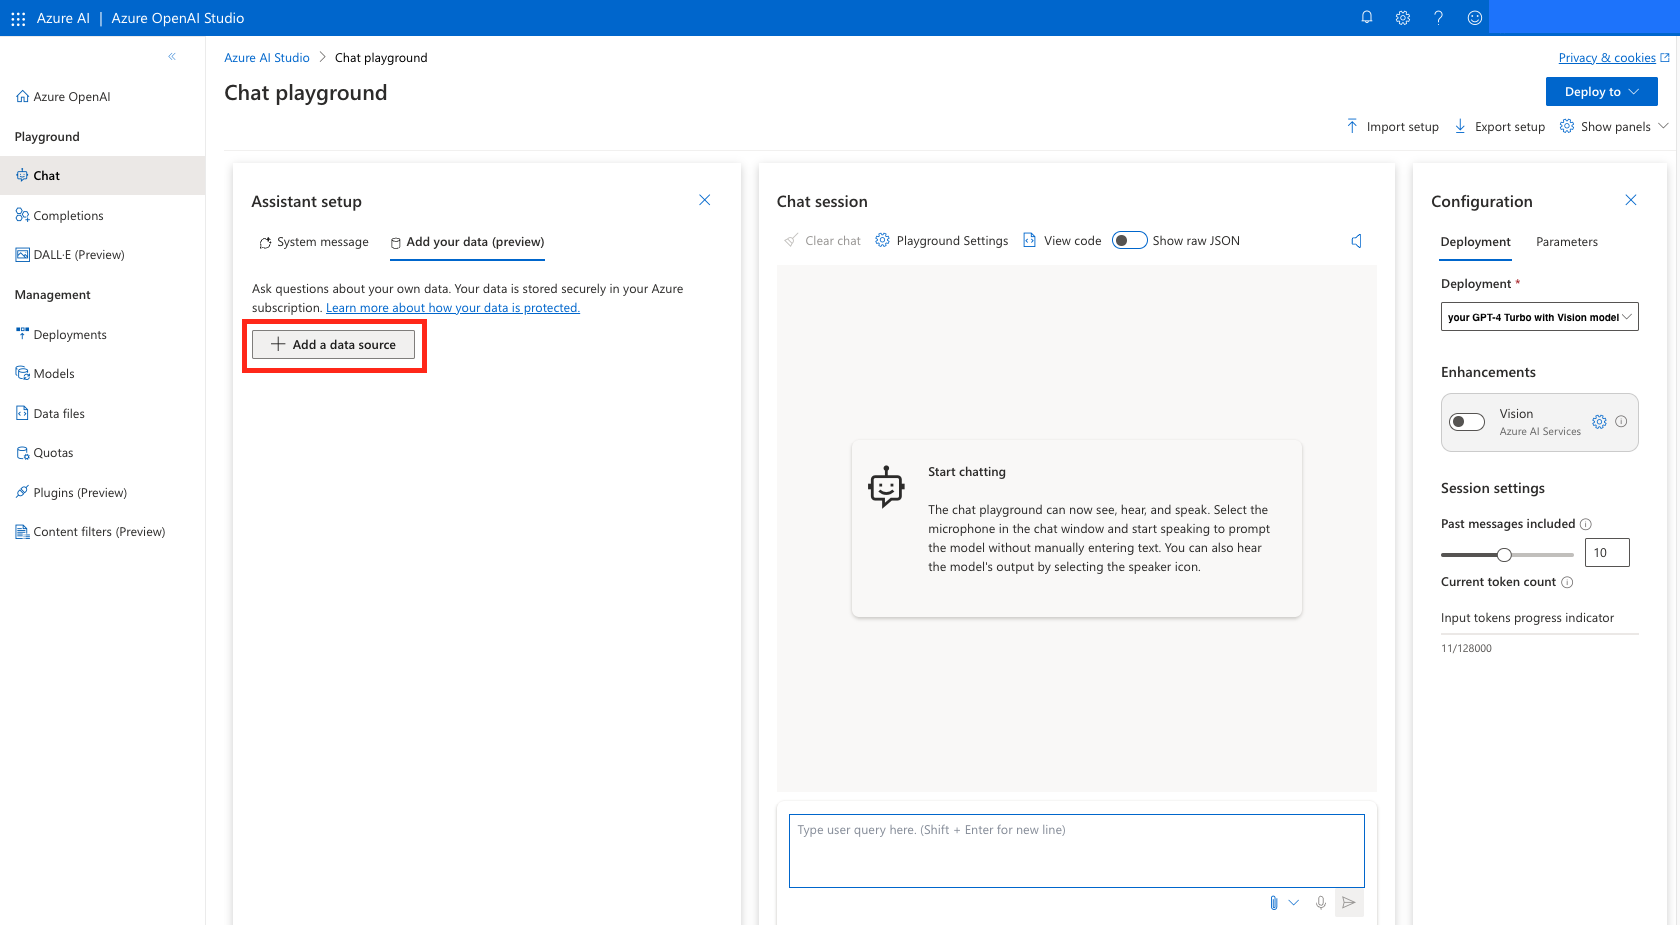 Azure AI | Azure OpenAI Studio
Azure AI Studio > Chat playground
Privacy & cookies
Chat playground
Deploy to
Import setup
Export setup
Show panels
Azure OpenAI
Playground
Chat
Completions
DALL·E (Preview)
Management
Deployments
Models
Data files
Quotas
Plugins (Preview)
Content filters (Preview)
Assistant setup
System message
Add your data (preview)
Ask questions about your own data. Your data is stored securely in your Azure
subscription. Learn more about how your data is protected.
+ Add a data source
Chat session
Clear chat
Playground Settings
View code
Show raw JSON
Start chatting
The chat playground can now see, hear, and speak. Select the
microphone in the chat window and start speaking to prompt
the model without manually entering text. You can also hear
the model's output by selecting the speaker icon.
Type user query here. (Shift + Enter for new line)
Configuration
Deployment
Parameters
Deployment *
your GPT-4 Turbo with Vision model
Enhancements
Vision
Azure AI Services
Session settings
Past messages included
10
Current token count
Input tokens progress indicator
11/128000